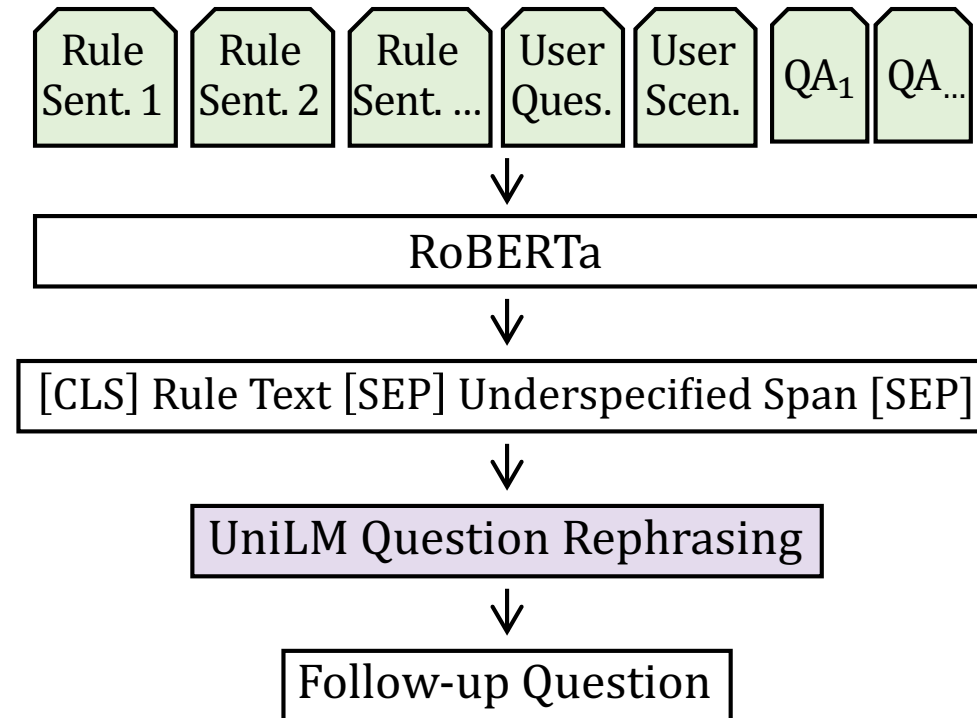 Rule
Sent. 1
Rule
Sent. 2
Rule
Sent. ...
User
Ques.
User
Scen.
QA₁
QA...
RoBERTa
[CLS] Rule Text [SEP] Underspecified Span [SEP]
UniLM Question Rephrasing
Follow-up Question